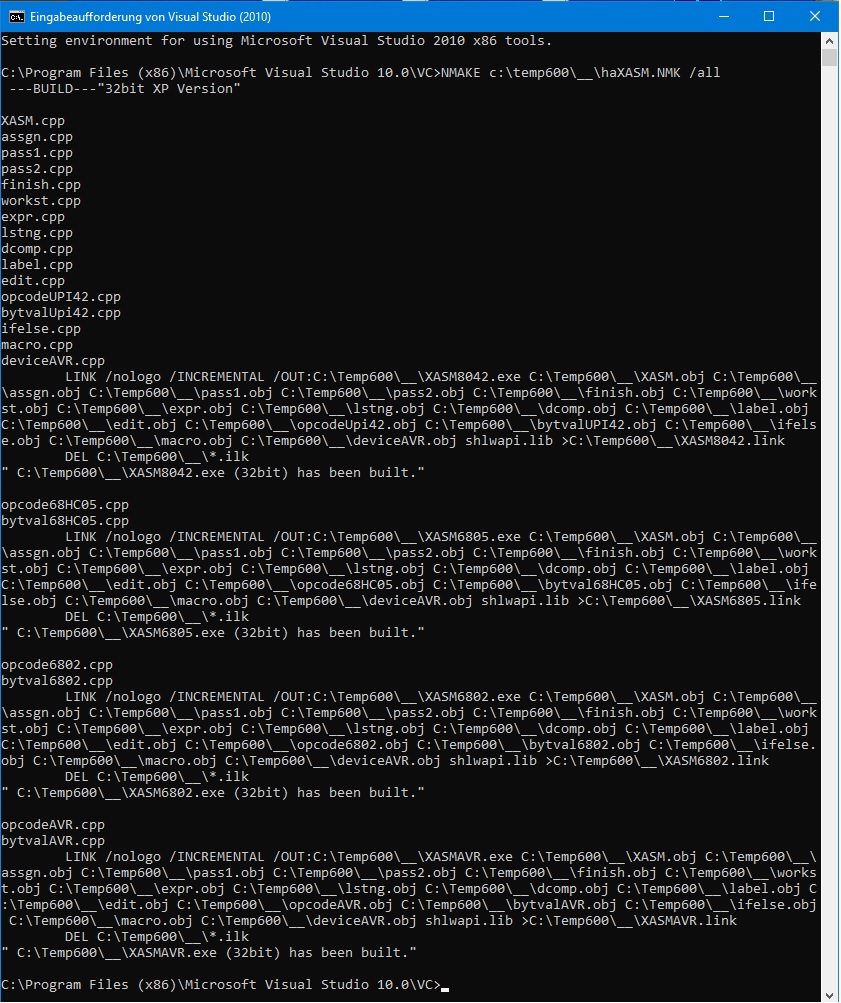 Eingabeaufforderung von Visual Studio (2010)
Setting environment for using Microsoft Visual Studio 2010 x86 tools.
C:\Program Files (x86)\Microsoft Visual Studio 10.0\VC>NMAKE c:\temp600\__\haXASM.NMK /all
 ---BUILD---"32bit XP Version"
XASM.cpp
assgn.cpp
pass1.cpp
pass2.cpp
finish.cpp
workst.cpp
expr.cpp
lstng.cpp
dcomp.cpp
label.cpp
edit.cpp
opcodeUPI42.cpp
bytvalUpi42.cpp
ifelse.cpp
macro.cpp
deviceAVR.cpp
        LINK /nologo /INCREMENTAL /OUT:C:\Temp600\__\XASM8042.exe C:\Temp600\__\XASM.obj C:\Temp600\__
\assgn.obj C:\Temp600\__\pass1.obj C:\Temp600\__\pass2.obj C:\Temp600\__\finish.obj C:\Temp600\__\work
st.obj C:\Temp600\__\expr.obj C:\Temp600\__\lstng.obj C:\Temp600\__\dcomp.obj C:\Temp600\__\label.obj 
C:\Temp600\__\edit.obj C:\Temp600\__\opcodeUpi42.obj C:\Temp600\__\bytvalUPI42.obj C:\Temp600\__\ifels
e.obj C:\Temp600\__\macro.obj C:\Temp600\__\deviceAVR.obj shlwapi.lib >C:\Temp600\__\XASM8042.link
        DEL C:\Temp600\__\*.ilk
" C:\Temp600\__\XASM8042.exe (32bit) has been built."
opcode68HC05.cpp
bytval68HC05.cpp
        LINK /nologo /INCREMENTAL /OUT:C:\Temp600\__\XASM6805.exe C:\Temp600\__\XASM.obj C:\Temp600\__
\assgn.obj C:\Temp600\__\pass1.obj C:\Temp600\__\pass2.obj C:\Temp600\__\finish.obj C:\Temp600\__\work
st.obj C:\Temp600\__\expr.obj C:\Temp600\__\lstng.obj C:\Temp600\__\dcomp.obj C:\Temp600\__\label.obj 
C:\Temp600\__\edit.obj C:\Temp600\__\opcode68HC05.obj C:\Temp600\__\bytval68HC05.obj C:\Temp600\__\ife
lse.obj C:\Temp600\__\macro.obj C:\Temp600\__\deviceAVR.obj shlwapi.lib >C:\Temp600\__\XASM6805.link
        DEL C:\Temp600\__\*.ilk
" C:\Temp600\__\XASM6805.exe (32bit) has been built."
opcode6802.cpp
bytval6802.cpp
        LINK /nologo /INCREMENTAL /OUT:C:\Temp600\__\XASM6802.exe C:\Temp600\__\XASM.obj C:\Temp600\__
\assgn.obj C:\Temp600\__\pass1.obj C:\Temp600\__\pass2.obj C:\Temp600\__\finish.obj C:\Temp600\__\work
st.obj C:\Temp600\__\expr.obj C:\Temp600\__\lstng.obj C:\Temp600\__\dcomp.obj C:\Temp600\__\label.obj 
C:\Temp600\__\edit.obj C:\Temp600\__\opcode6802.obj C:\Temp600\__\bytval6802.obj C:\Temp600\__\ifelse.
obj C:\Temp600\__\macro.obj C:\Temp600\__\deviceAVR.obj shlwapi.lib >C:\Temp600\__\XASM6802.link
        DEL C:\Temp600\__\*.ilk
" C:\Temp600\__\XASM6802.exe (32bit) has been built."
opcodeAVR.cpp
bytvalAVR.cpp
        LINK /nologo /INCREMENTAL /OUT:C:\Temp600\__\XASMAVR.exe C:\Temp600\__\XASM.obj C:\Temp600\__\
assgn.obj C:\Temp600\__\pass1.obj C:\Temp600\__\pass2.obj C:\Temp600\__\finish.obj C:\Temp600\__\works
t.obj C:\Temp600\__\expr.obj C:\Temp600\__\lstng.obj C:\Temp600\__\dcomp.obj C:\Temp600\__\label.obj C
:\Temp600\__\edit.obj C:\Temp600\__\opcodeAVR.obj C:\Temp600\__\bytvalAVR.obj C:\Temp600\__\ifelse.obj
 C:\Temp600\__\macro.obj C:\Temp600\__\deviceAVR.obj shlwapi.lib >C:\Temp600\__\XASMAVR.link
        DEL C:\Temp600\__\*.ilk
" C:\Temp600\__\XASMAVR.exe (32bit) has been built."
C:\Program Files (x86)\Microsoft Visual Studio 10.0\VC>